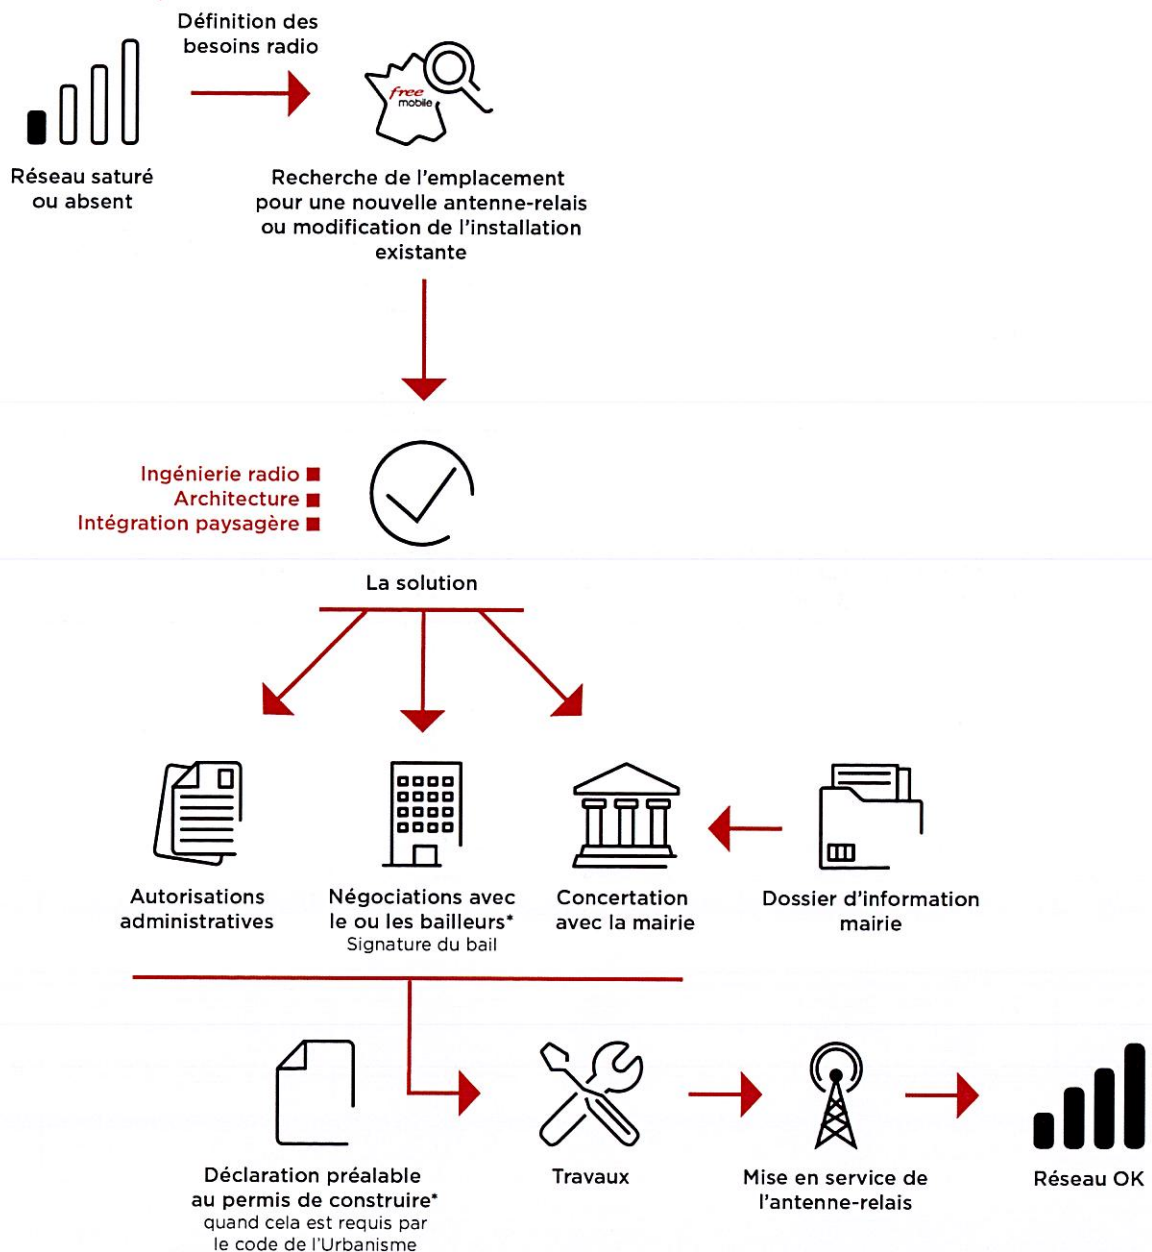 Définition des
besoins radio
free
mobile
Réseau saturé
ou absent
Recherche de l'emplacement
pour une nouvelle antenne-relais
ou modification de l'installation
existante
Ingénierie radio
Architecture
Intégration paysagère
La solution
Autorisations
administratives
Négociations avec
le ou les bailleurs*
Signature du bail
Concertation
avec la mairie
Dossier d'information
mairie
Déclaration préalable
au permis de construire*
quand cela est requis par
le code de l'Urbanisme
Travaux
Mise en service de
l'antenne-relais
Réseau OK